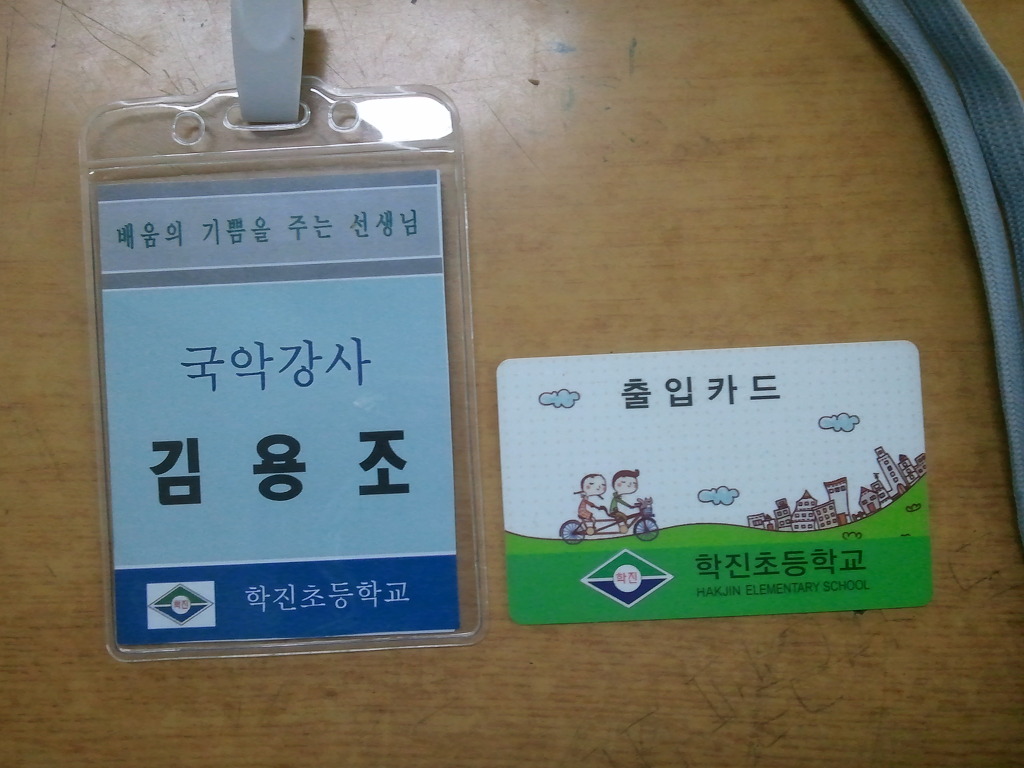 배움의 기쁨을 주는 선생님
국악강사
김용조
학진
학진초등학교
출입카드
학진
학진초등학교
HAKJIN ELEMENTARY SCHOOL